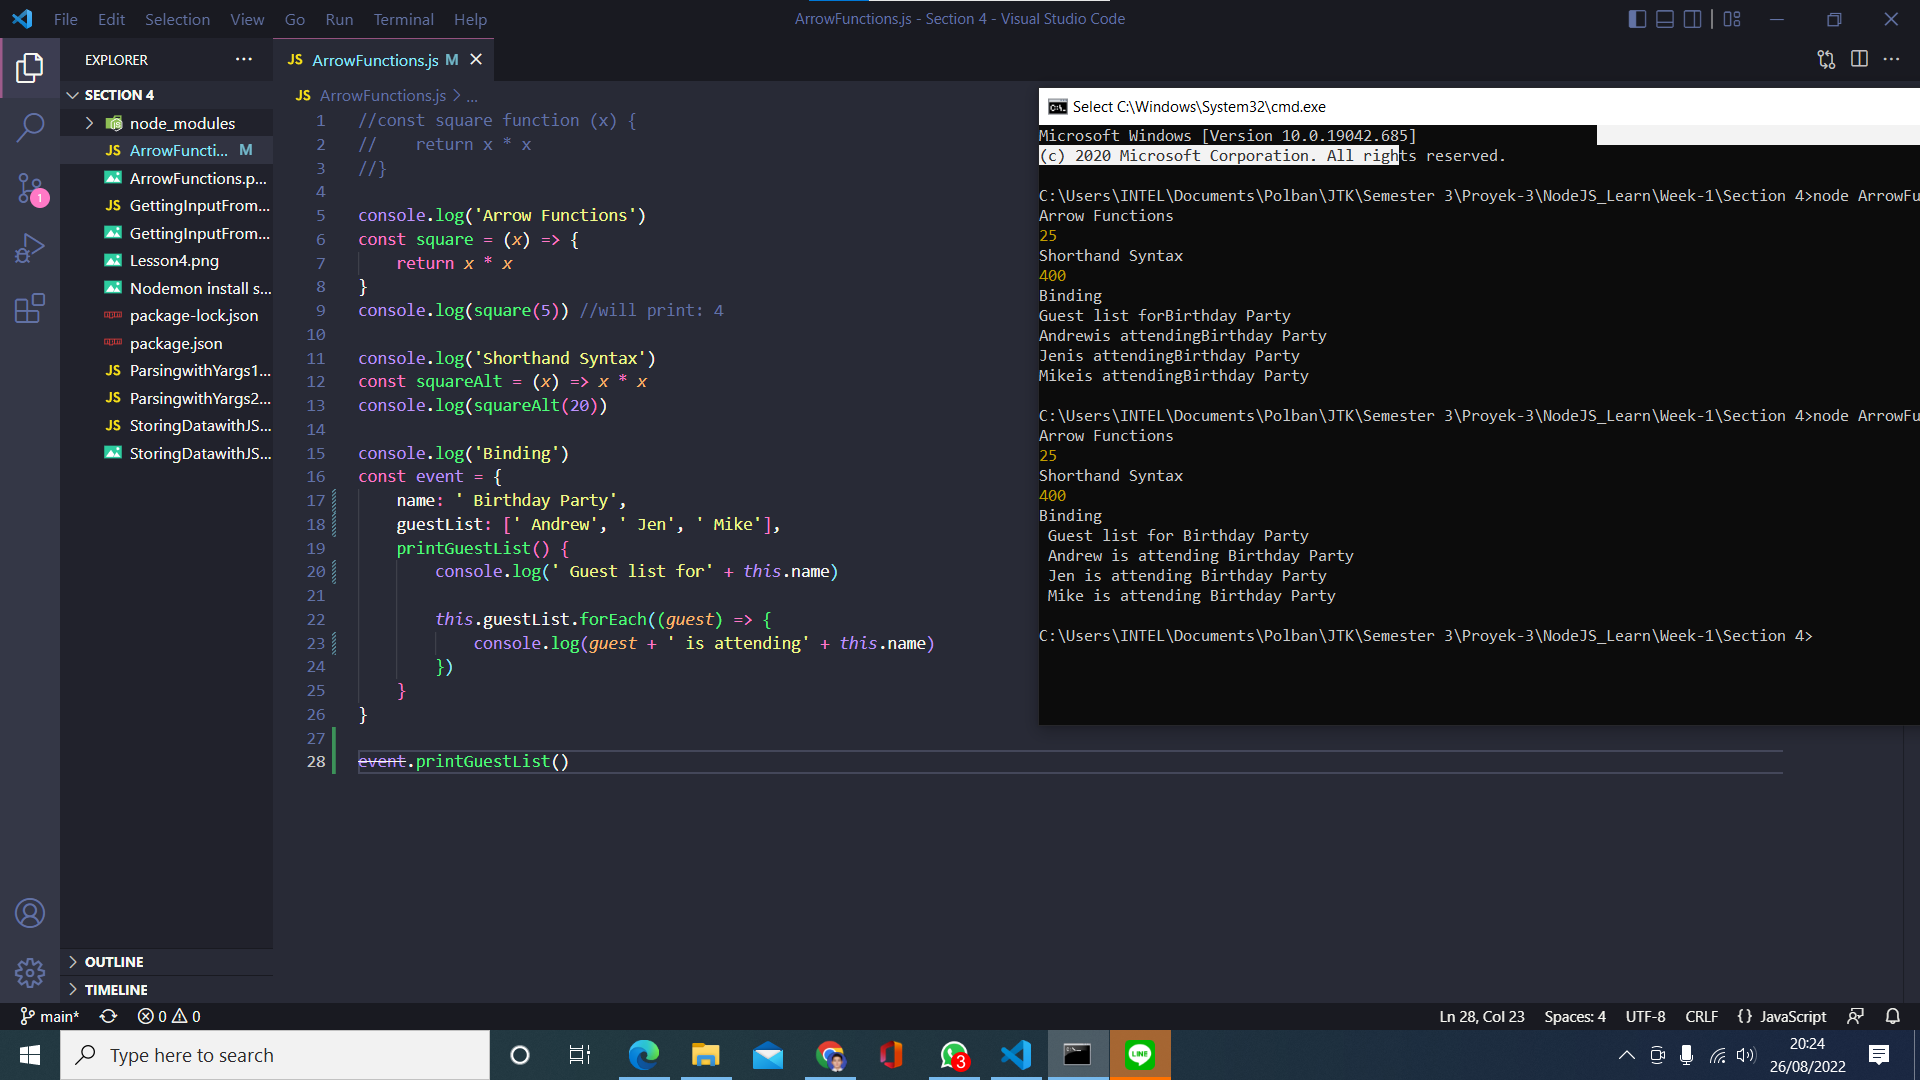 File Edit Selection View Go Run Terminal Help
ArrowFunctions.js - Section 4 - Visual Studio Code
EXPLORER
SECTION 4
node_modules
JS ArrowFuncti... M
ArrowFunctions.p...
JS GettingInputFrom...
GettingInputFrom...
Lesson4.png
Nodemon install s...
package-lock.json
package.json
JS ParsingwithYargs1...
JS ParsingwithYargs2...
JS StoringDatawithJS...
StoringDatawithJS...
OUTLINE
TIMELINE
1
JS ArrowFunctions.js M
JS ArrowFunctions.js > ...
1 //const square function (x) {
2 //    return x * x
3 //}
4
5 console.log('Arrow Functions')
6 const square = (x) => {
7     return x * x
8 }
9 console.log(square(5)) //will print: 4
10
11 console.log('Shorthand Syntax')
12 const squareAlt = (x) => x * x
13 console.log(squareAlt(20))
14
15 console.log('Binding')
16 const event = {
17     name: ' Birthday Party',
18     guestList: [' Andrew', ' Jen', ' Mike'],
19     printGuestList() {
20         console.log(' Guest list for' + this.name)
21
22         this.guestList.forEach((guest) => {
23             console.log(guest + ' is attending' + this.name)
24         })
25     }
26 }
27
28 event.printGuestList()
Select C:\Windows\System32\cmd.exe
Microsoft Windows [Version 10.0.19042.685]
(c) 2020 Microsoft Corporation. All rights reserved.
C:\Users\INTEL\Documents\Polban\JTK\Semester 3\Proyek-3\NodeJS_Learn\Week-1\Section 4>node ArrowFu
Arrow Functions
25
Shorthand Syntax
400
Binding
Guest list forBirthday Party
Andrewis attendingBirthday Party
Jenis attendingBirthday Party
Mikeis attendingBirthday Party
C:\Users\INTEL\Documents\Polban\JTK\Semester 3\Proyek-3\NodeJS_Learn\Week-1\Section 4>node ArrowFu
Arrow Functions
25
Shorthand Syntax
400
Binding
 Guest list for Birthday Party
 Andrew is attending Birthday Party
 Jen is attending Birthday Party
 Mike is attending Birthday Party
C:\Users\INTEL\Documents\Polban\JTK\Semester 3\Proyek-3\NodeJS_Learn\Week-1\Section 4>
main* 0 0
Ln 28, Col 23 Spaces: 4 UTF-8 CRLF {} JavaScript
Type here to search
3
LINE
20:24
26/08/2022